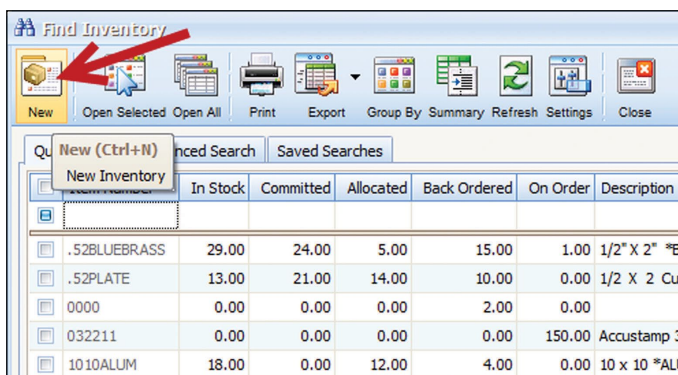 Find Inventory
New Open Selected Open All Print Export Group By Summary Refresh Settings Close
New (Ctrl+N)
New Inventory
Saved Searches
In Stock Committed Allocated Back Ordered On Order Description
.52BLUEBRASS 29.00 24.00 5.00 15.00 1.00 1/2" X 2"
.52PLATE 13.00 21.00 14.00 10.00 0.00 1/2 X 2 Cu
0000 0.00 0.00 0.00 2.00 0.00
032211 0.00 0.00 0.00 0.00 150.00 Accustamp 3
1010ALUM 18.00 0.00 12.00 4.00 0.00 10 x 10 *ALU